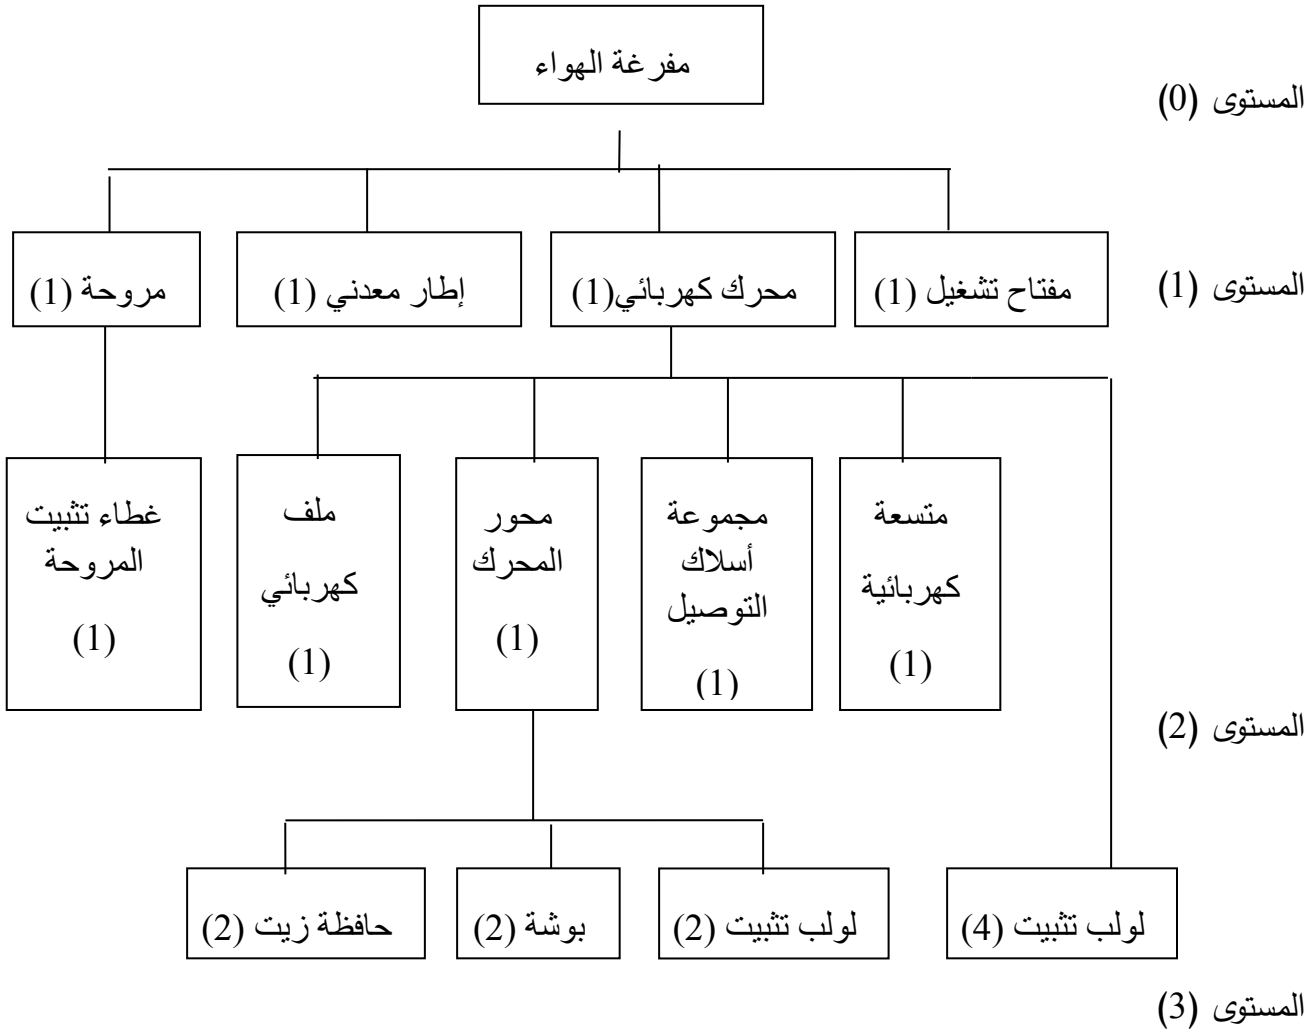 مفرغة الهواء
المستوى (0)
مفتاح تشغيل (1)
محرك كهربائي(1)
إطار معدني (1)
مروحة (1)
المستوى (1)
متسعة
كهربائية
(1)
مجموعة
أسلاك
التوصيل
(1)
محور
المحرك
(1)
ملف
كهربائي
(1)
غطاء تثبيت
المروحة
(1)
المستوى (2)
لولب تثبيت (4)
لولب تثبيت (2)
بوشة (2)
حافظة زيت (2)
المستوى (3)